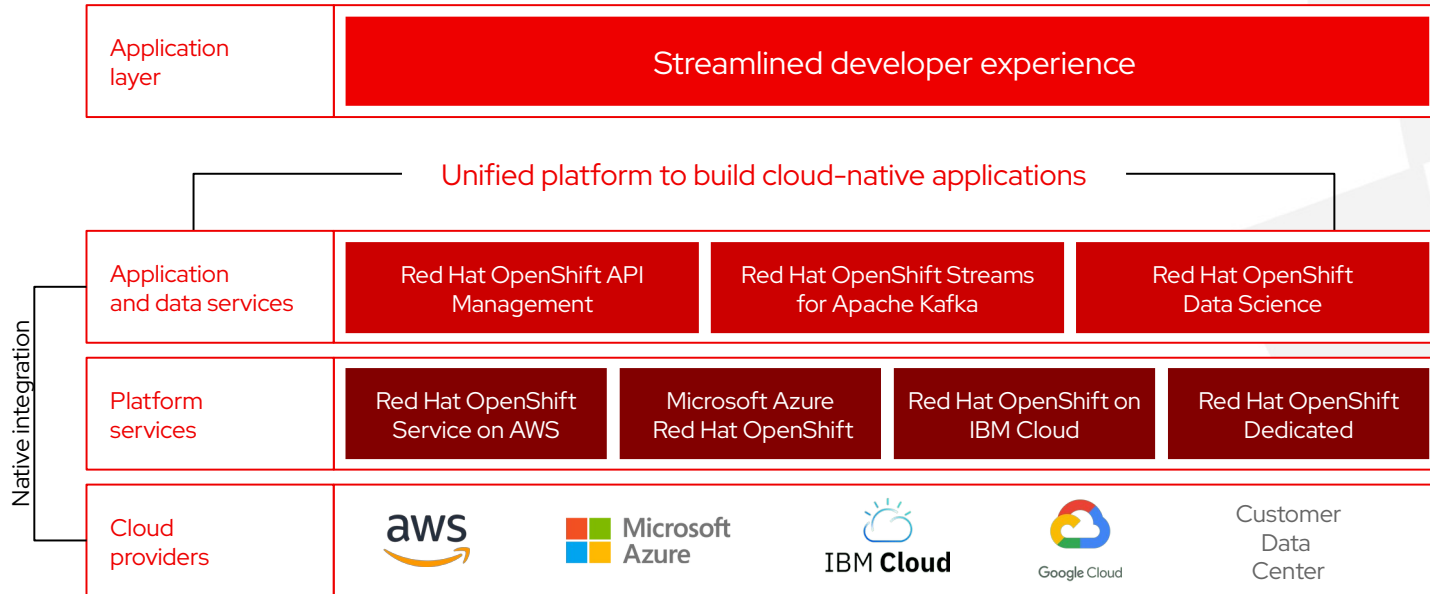 Application
layer
Streamlined developer experience
Unified platform to build cloud-native applications
Native integration
Application
and data services
Red Hat OpenShift API
Management
Red Hat OpenShift Streams
for Apache Kafka
Red Hat OpenShift
Data Science
Platform
services
Red Hat OpenShift
Service on AWS
Microsoft Azure
Red Hat OpenShift
Red Hat OpenShift on
IBM Cloud
Red Hat OpenShift
Dedicated
Cloud
providers
aws
Microsoft
Azure
IBM Cloud
Google Cloud
Customer
Data
Center